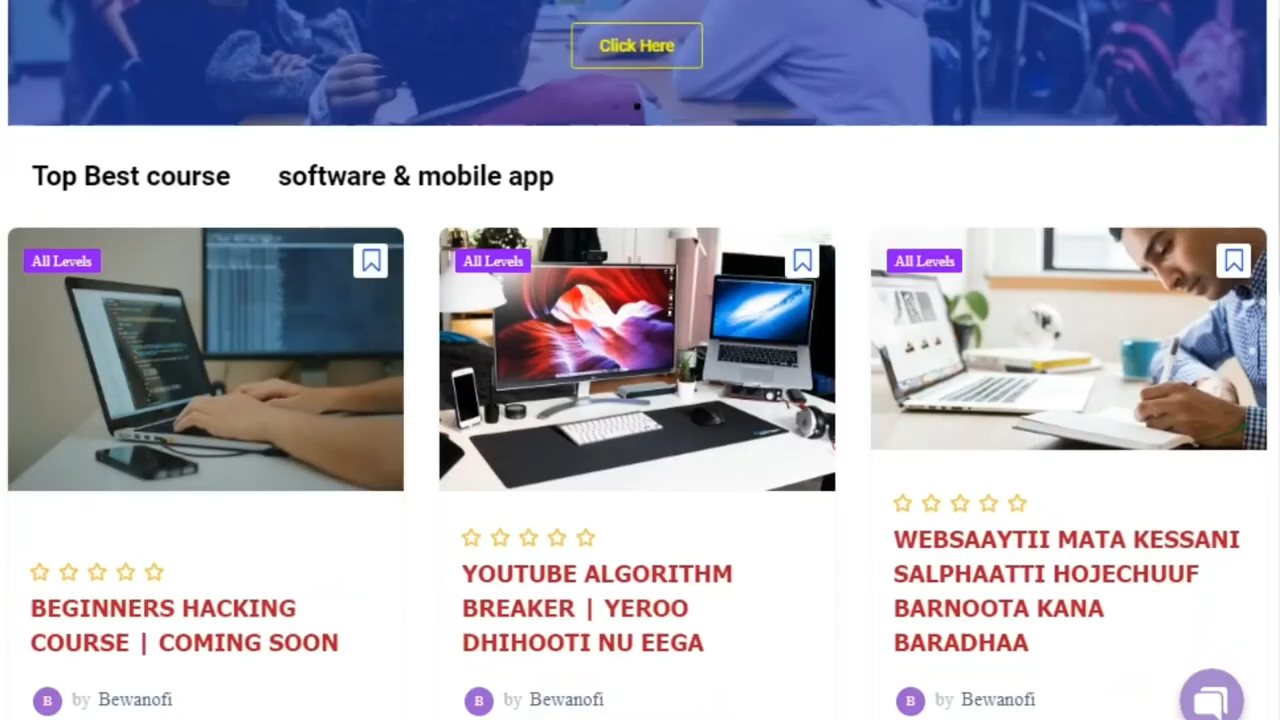 Click Here
Top Best course
software & mobile app
All Levels
All Levels
All Levels
BEGINNERS HACKING
COURSE | COMING SOON
B by Bewanofi
YOUTUBE ALGORITHM
BREAKER | YEROO
DHIHOOTI NU EEGA
B by Bewanofi
WEBSAAYTII MATA KESSANI
SALPHAATTI HOJECHUUF
BARNOOTA KANA
BARADHAA
B by Bewanofi